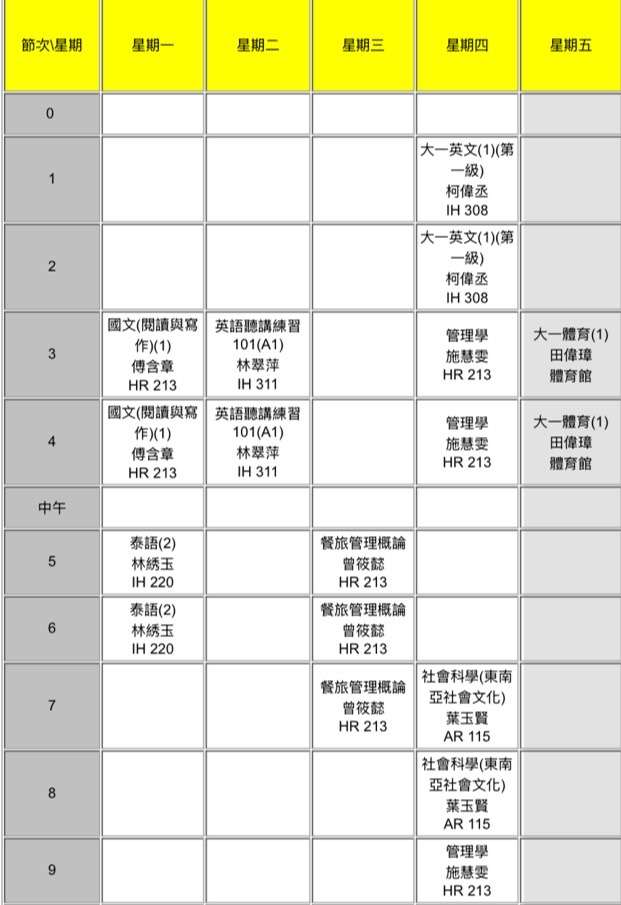 節次\星期 星期一 星期二 星期三 星期四 星期五
0
1
大一英文(1)(第
一級)
柯偉丞
IH 308
2
大一英文(1)(第
一級)
柯偉丞
IH 308
3
國文(閱讀與寫
作)(1)
傅含章
HR 213
英語聽講練習
101(A1)
林翠萍
IH 311
管理學
施慧雯
HR 213
大一體育(1)
田偉璋
體育館
4
國文(閱讀與寫
作)(1)
傅含章
HR 213
英語聽講練習
101(A1)
林翠萍
IH 311
管理學
施慧雯
HR 213
大一體育(1)
田偉璋
體育館
中午
5
泰語(2)
林綉玉
IH 220
餐旅管理概論
曾筱懿
HR 213
6
泰語(2)
林綉玉
IH 220
餐旅管理概論
曾筱懿
HR 213
7
餐旅管理概論
曾筱懿
HR 213
社會科學(東南
亞社會文化)
葉玉賢
AR 115
8
社會科學(東南
亞社會文化)
葉玉賢
AR 115
9
管理學
施慧雯
HR 213